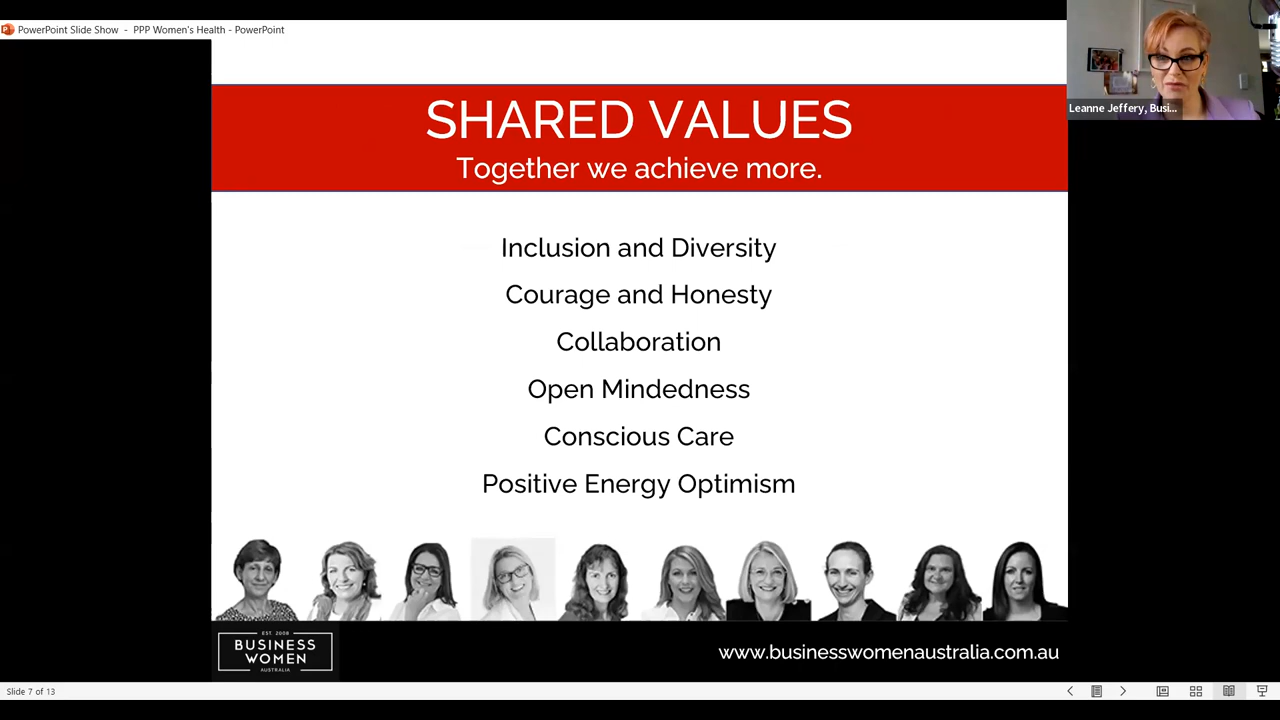 PowerPoint Slide Show - PPP Women's Health - PowerPoint
Leanne Jeffery, Busi...
SHARED VALUES
Together we achieve more.
Inclusion and Diversity
Courage and Honesty
Collaboration
Open Mindedness
Conscious Care
Positive Energy Optimism
EST. 2008
BUSINESS
WOMEN
AUSTRALIA
www.businesswomenaustralia.com.au
Slide 7 of 13